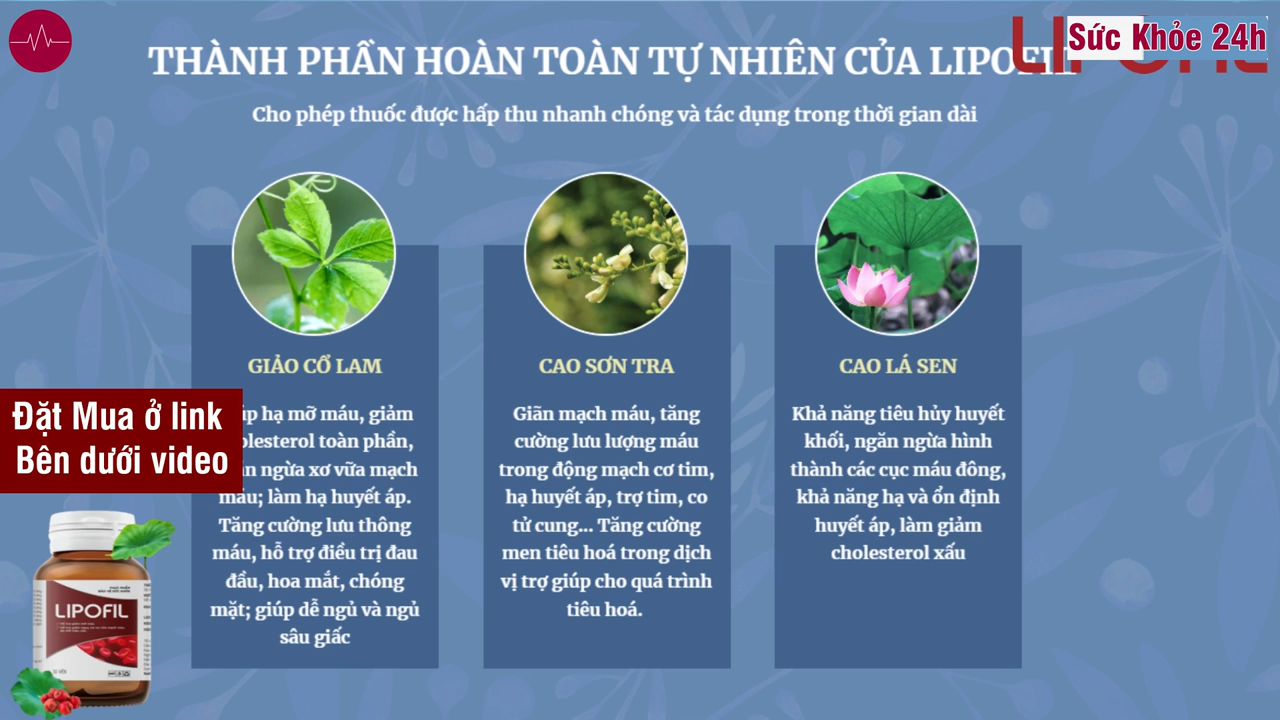 Sức Khỏe 24h
THÀNH PHẦN HOÀN TOÀN TỰ NHIÊN CỦA LIPOFIL
Cho phép thuốc được hấp thu nhanh chóng và tác dụng trong thời gian dài
GIẢO CỔ LAM
hạ mỡ máu, giảm
toàn phần,
ngừa xơ vữa mạch
máu; làm hạ huyết áp.
Tăng cường lưu thông
máu, hỗ trợ điều trị đau
đầu, hoa mắt, chóng
mặt; giúp dễ ngủ và ngủ
sâu giấc
CAO SƠN TRA
Giãn mạch máu, tăng
cường lưu lượng máu
trong động mạch cơ tim,
hạ huyết áp, trợ tim, co
tử cung... Tăng cường
men tiêu hoá trong dịch
vị trợ giúp cho quá trình
tiêu hoá.
CAO LÁ SEN
Khả năng tiêu hủy huyết
khối, ngăn ngừa hình
thành các cục máu đông,
khả năng hạ và ổn định
huyết áp, làm giảm
cholesterol xấu
Đặt Mua ở link
Bên dưới video
LIPOFIL